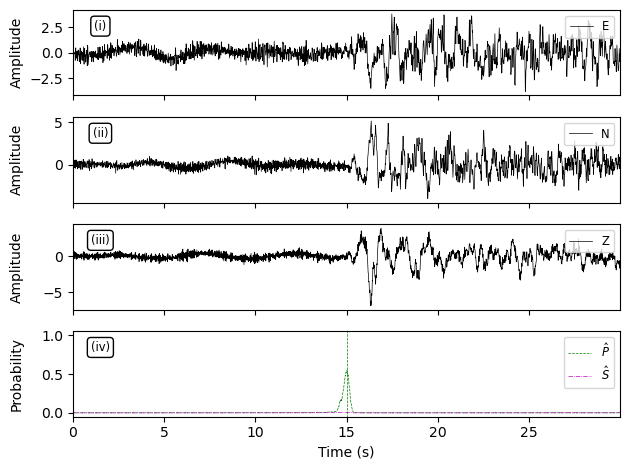 (i)
E
Amplitude
2.5
0.0
−2.5
(ii)
N
Amplitude
5
0
(iii)
Z
Amplitude
0
−5
(iv)
P̂
Ŝ
Probability
1.0
0.5
0.0
0 5 10 15 20 25
Time (s)